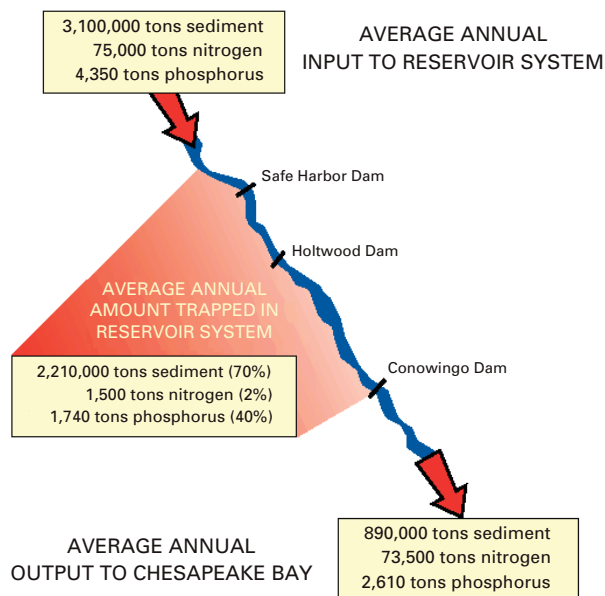 3,100,000 tons sediment
75,000 tons nitrogen
4,350 tons phosphorus
AVERAGE ANNUAL
INPUT TO RESERVOIR SYSTEM
Safe Harbor Dam
Holtwood Dam
AVERAGE ANNUAL
AMOUNT TRAPPED IN
RESERVOIR SYSTEM
2,210,000 tons sediment (70%)
1,500 tons nitrogen (2%)
1,740 tons phosphorus (40%)
Conowingo Dam
AVERAGE ANNUAL
OUTPUT TO CHESAPEAKE BAY
890,000 tons sediment
73,500 tons nitrogen
2,610 tons phosphorus